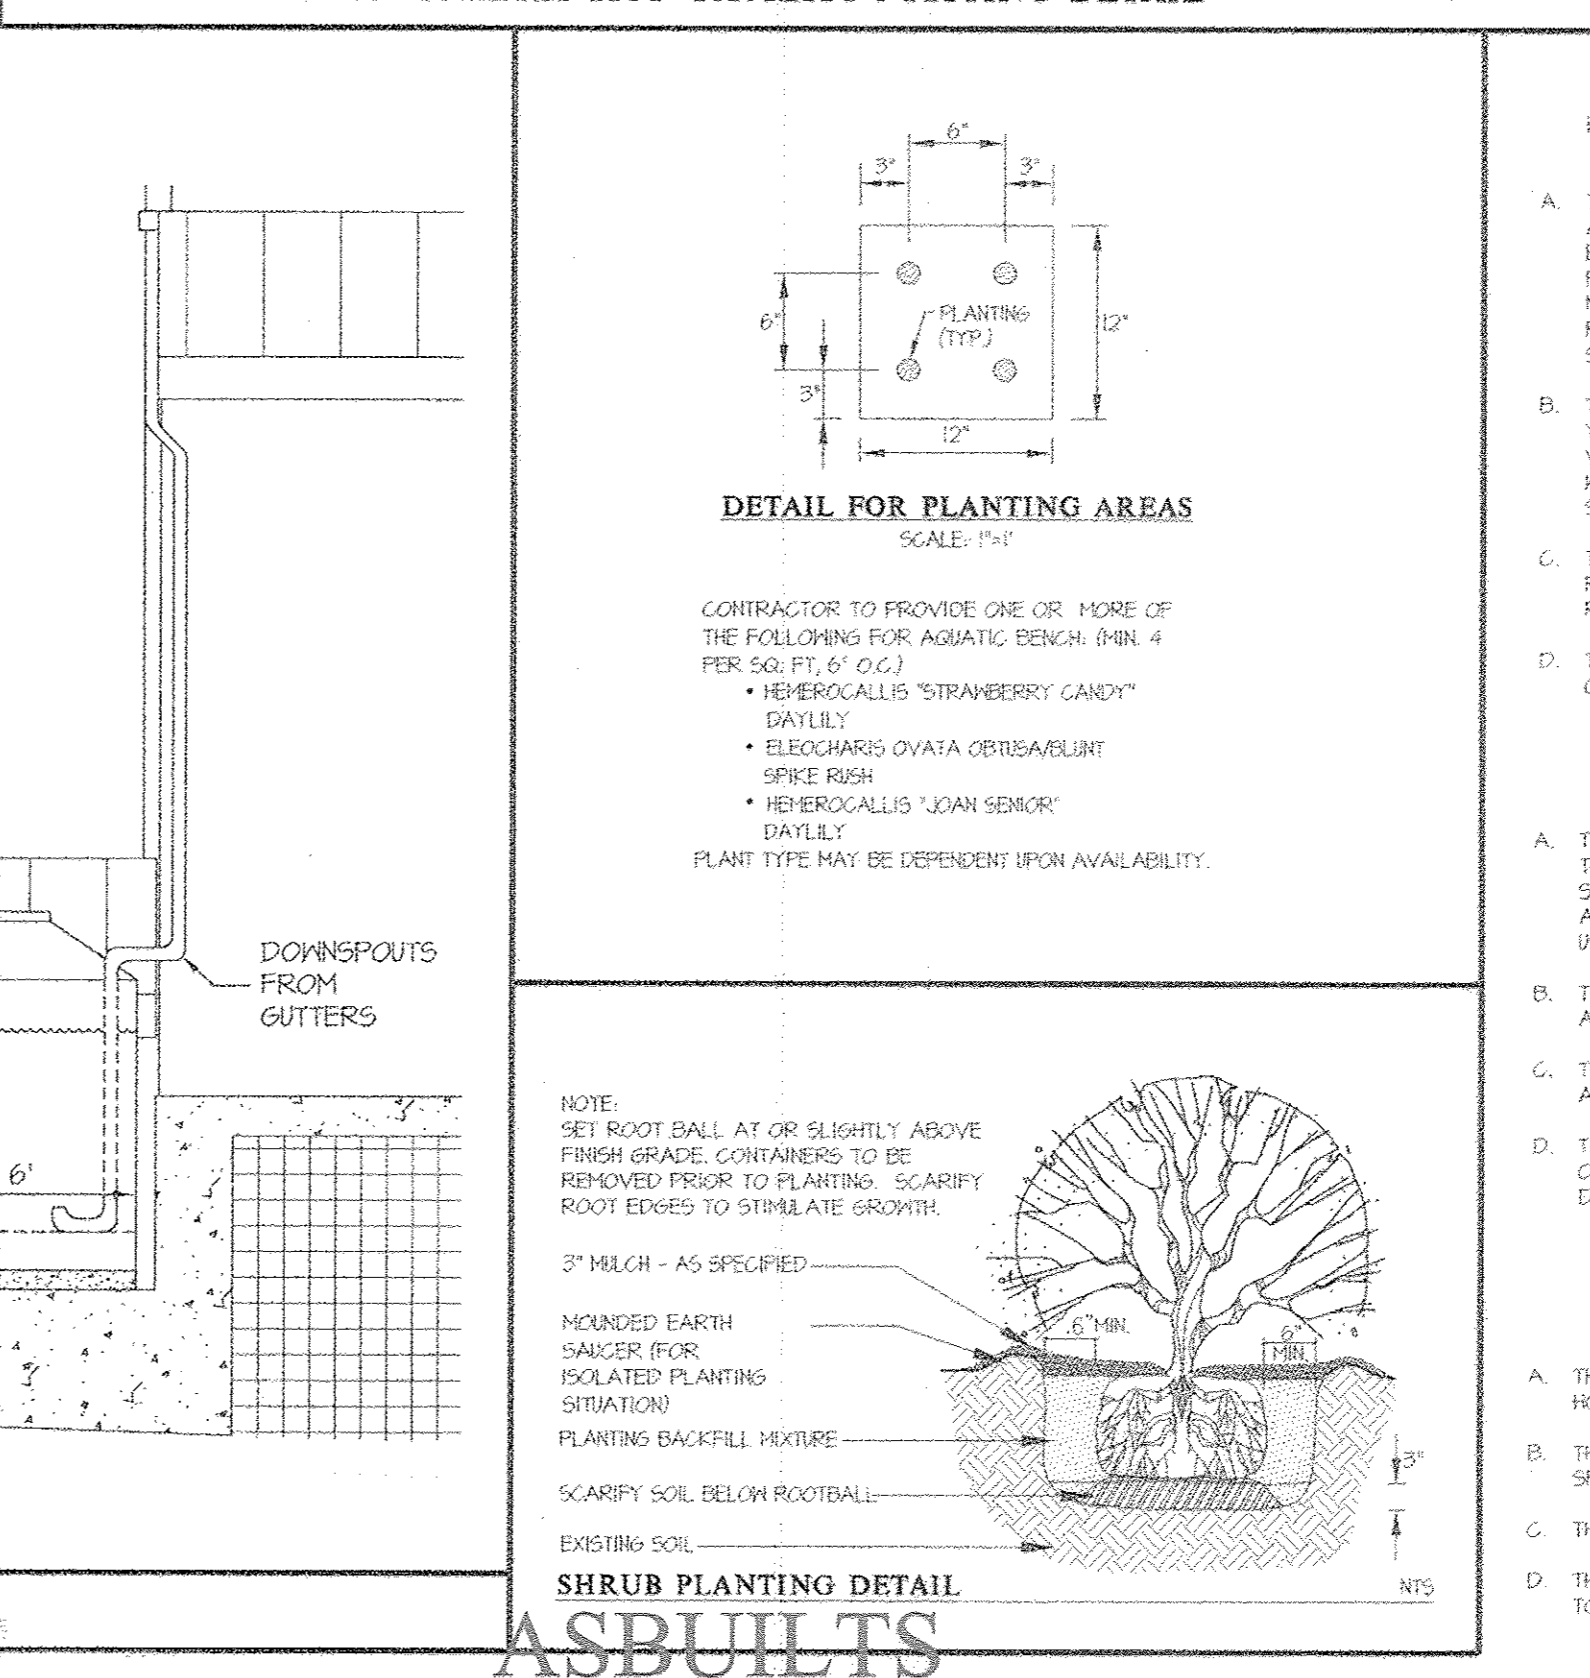 6"
3"
3"
6"
PLANTING
(TYP.)
12"
3"
12"
DETAIL FOR PLANTING AREAS
SCALE: 1"=1'
CONTRACTOR TO PROVIDE ONE OR MORE OF
THE FOLLOWING FOR AQUATIC BENCH: (MIN. 4
PER SQ. FT, 6" O.C.)
• HEMEROCALLIS "STRAWBERRY CANDY"
DAYLILY
• ELEOCHARIS OVATA OBTUSA/BLUNT
SPIKE RUSH
• HEMEROCALLIS "JOAN SENIOR"
DAYLILY
PLANT TYPE MAY BE DEPENDENT UPON AVAILABILITY.
DOWNSPOUTS
FROM
GUTTERS
6'
NOTE:
SET ROOT BALL AT OR SLIGHTLY ABOVE
FINISH GRADE. CONTAINERS TO BE
REMOVED PRIOR TO PLANTING. SCARIFY
ROOT EDGES TO STIMULATE GROWTH.
3" MULCH - AS SPECIFIED
MOUNDED EARTH
SAUCER (FOR
ISOLATED PLANTING
SITUATION)
PLANTING BACKFILL MIXTURE
SCARIFY SOIL BELOW ROOTBALL
EXISTING SOIL
6" MIN.
6"
MIN.
3"
SHRUB PLANTING DETAIL
NTS
ASBUILTS
A.
B.
C.
D.
A.
B.
C.
D.
A.
B.
C.
D.